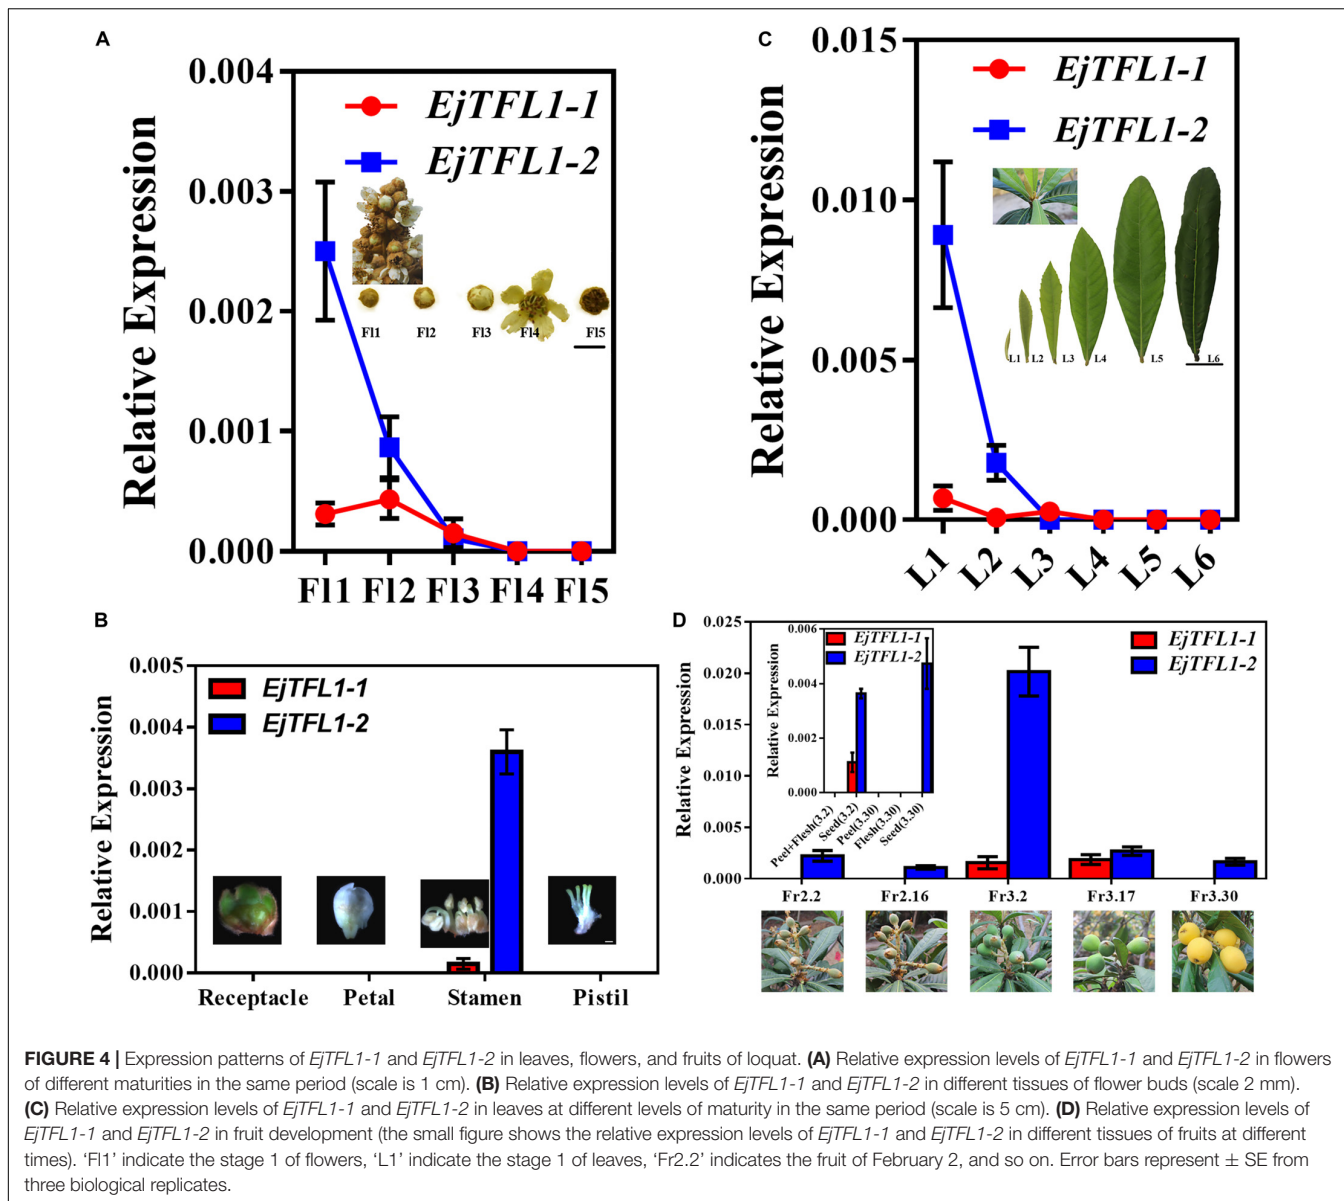 A
0.004
0.003
0.002
0.001
0.000
Relative Expression
EjTFL1-1
EjTFL1-2
Fl1 Fl2 Fl3 Fl4 Fl5
Fl1 Fl2 Fl3 Fl4 Fl5
C
0.015
0.010
0.005
0.000
Relative Expression
EjTFL1-1
EjTFL1-2
L1 L2 L3 L4 L5 L6
L1 L2 L3 L4 L5 L6
B
0.005
0.004
0.003
0.002
0.001
0.000
Relative Expression
EjTFL1-1
EjTFL1-2
Receptacle Petal Stamen Pistil
D
0.025
0.020
0.015
0.010
0.005
0.000
Relative Expression
EjTFL1-1
EjTFL1-2
0.006
0.004
0.002
0.000
Relative Expression
EjTFL1-1
EjTFL1-2
Peel+Flesh(3.2)
Seed(3.2)
Peel(3.30)
Flesh(3.30)
Seed(3.30)
Fr2.2 Fr2.16 Fr3.2 Fr3.17 Fr3.30
FIGURE 4 | Expression patterns of EjTFL1-1 and EjTFL1-2 in leaves, flowers, and fruits of loquat. (A) Relative expression levels of EjTFL1-1 and EjTFL1-2 in flowers
of different maturities in the same period (scale is 1 cm). (B) Relative expression levels of EjTFL1-1 and EjTFL1-2 in different tissues of flower buds (scale 2 mm).
(C) Relative expression levels of EjTFL1-1 and EjTFL1-2 in leaves at different levels of maturity in the same period (scale is 5 cm). (D) Relative expression levels of
EjTFL1-1 and EjTFL1-2 in fruit development (the small figure shows the relative expression levels of EjTFL1-1 and EjTFL1-2 in different tissues of fruits at different
times). ‘Fl1’ indicate the stage 1 of flowers, ‘L1’ indicate the stage 1 of leaves, ‘Fr2.2’ indicates the fruit of February 2, and so on. Error bars represent ± SE from
three biological replicates.